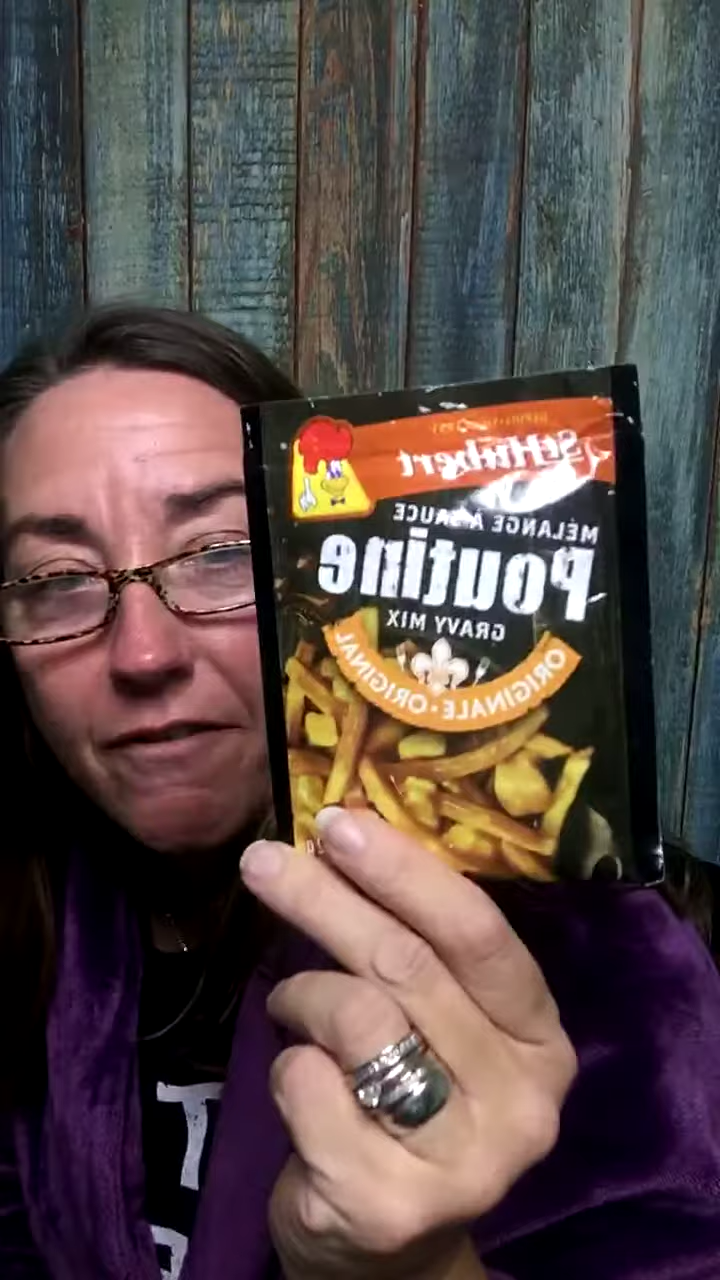 St-Hubert
MÉLANGE À SAUCE
Poutine
GRAVY MIX
ORIGINALE • ORIGINAL
T